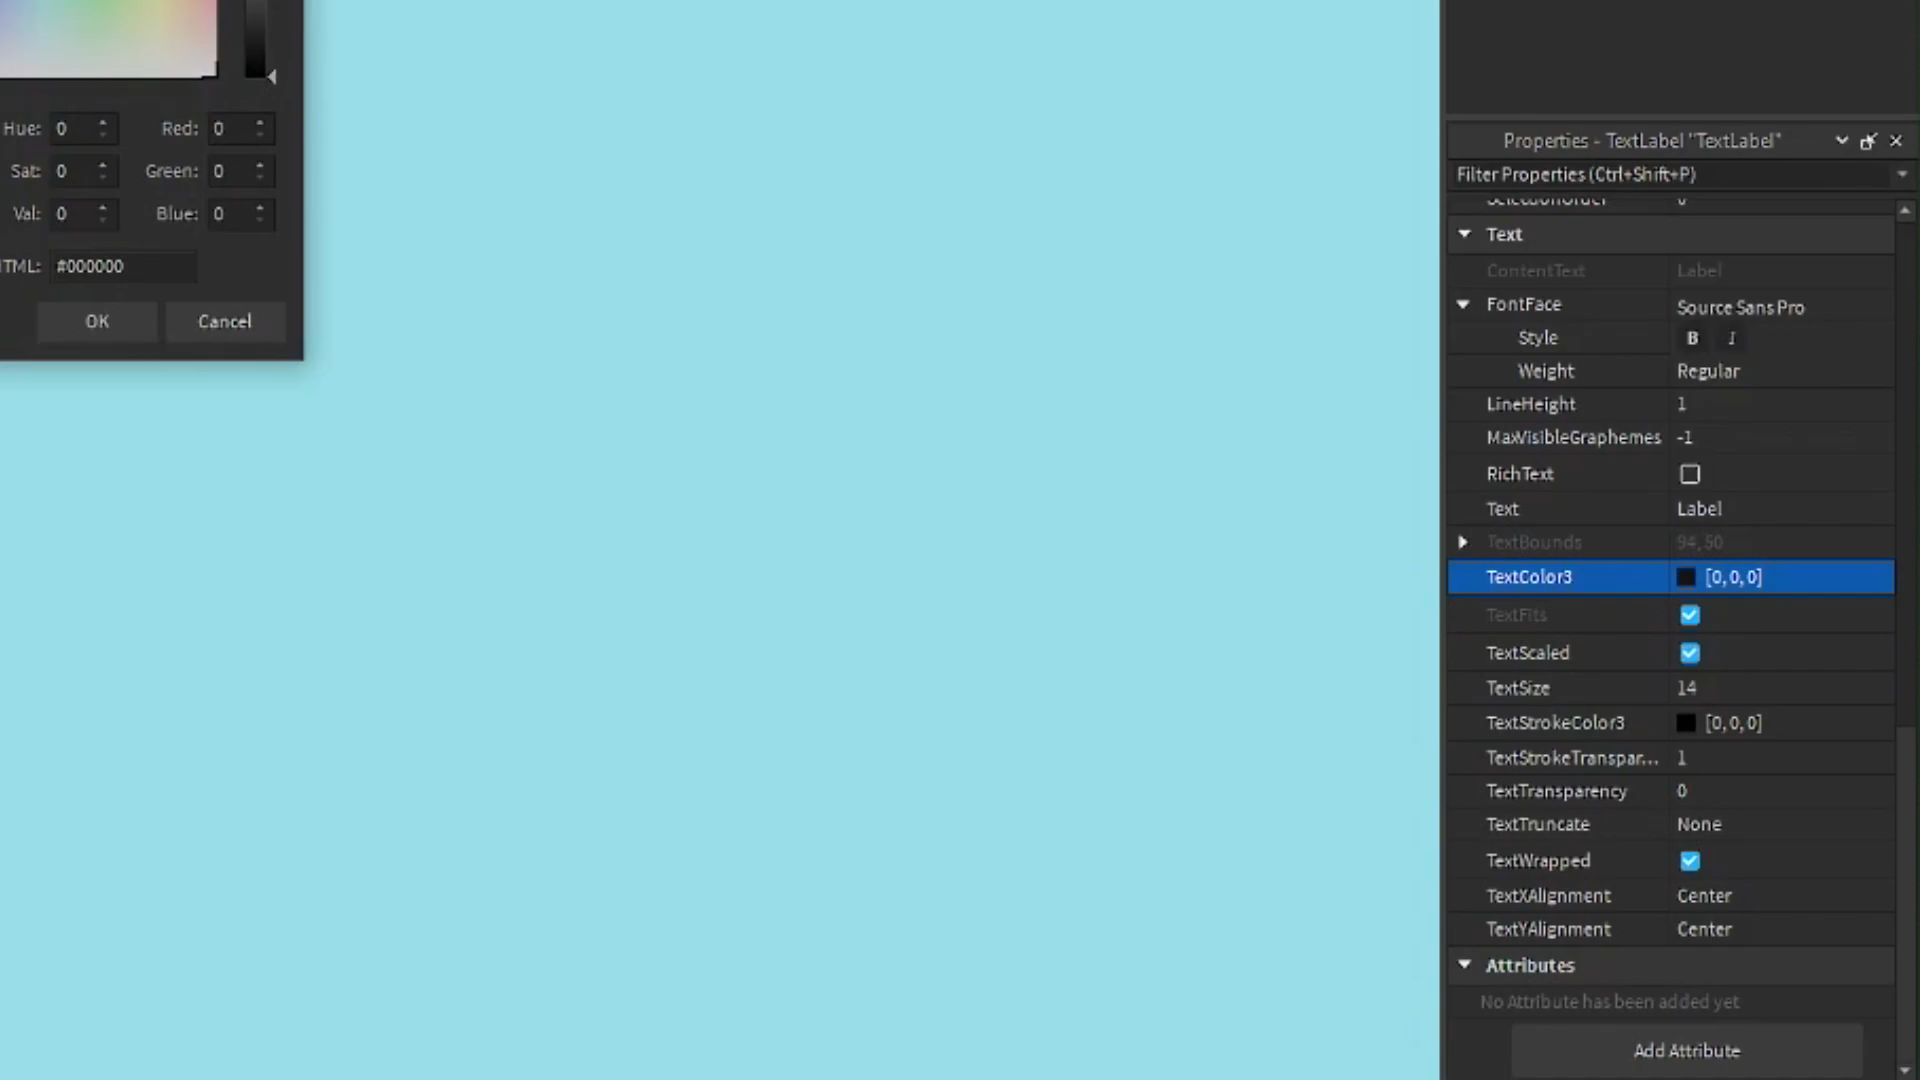 Hue: 0 Red: 0
Sat: 0 Green: 0
Val: 0 Blue: 0
TML: #000000
OK Cancel
Properties - TextLabel "TextLabel"
Filter Properties (Ctrl+Shift+P)
SelectionOrder 0
Text
ContentText Label
FontFace Source Sans Pro
Style B I
Weight Regular
LineHeight 1
MaxVisibleGraphemes -1
RichText
Text Label
TextBounds 94, 50
TextColor3 [0, 0, 0]
TextFits
TextScaled
TextSize 14
TextStrokeColor3 [0, 0, 0]
TextStrokeTranspar... 1
TextTransparency 0
TextTruncate None
TextWrapped
TextXAlignment Center
TextYAlignment Center
Attributes
No Attribute has been added yet
Add Attribute